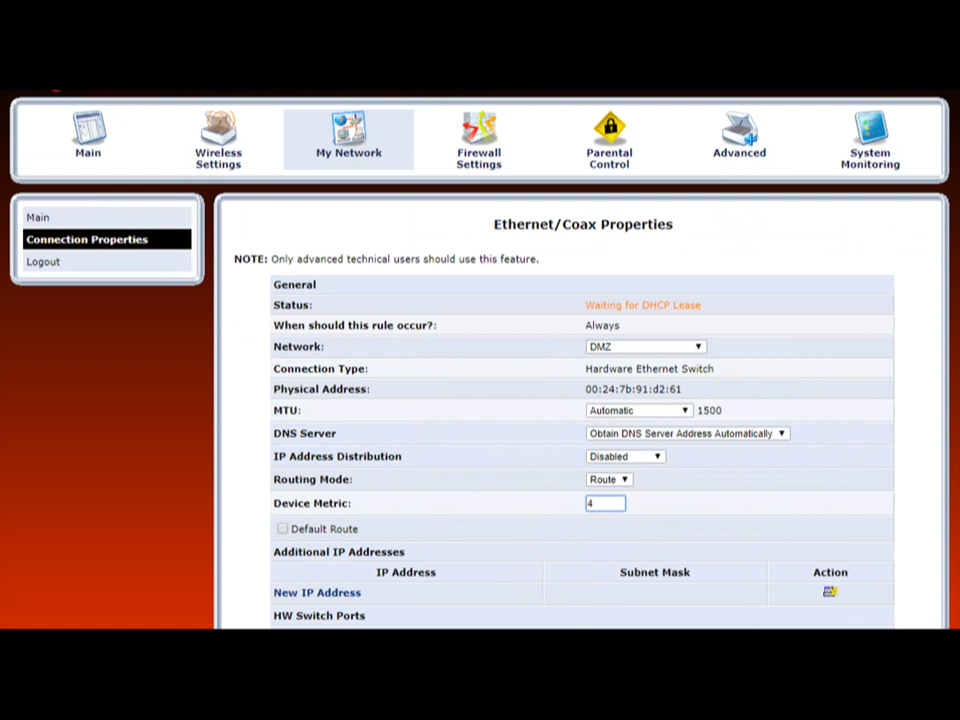 Main
Wireless
Settings
My Network
Firewall
Settings
Parental
Control
Advanced
System
Monitoring
Main
Connection Properties
Logout
Ethernet/Coax Properties
NOTE: Only advanced technical users should use this feature.
General
Status: Waiting for DHCP Lease
When should this rule occur?: Always
Network: DMZ
Connection Type: Hardware Ethernet Switch
Physical Address: 00:24:7b:91:d2:61
MTU: Automatic 1500
DNS Server Obtain DNS Server Address Automatically
IP Address Distribution Disabled
Routing Mode: Route
Device Metric: 4
Default Route
Additional IP Addresses
IP Address Subnet Mask Action
New IP Address
HW Switch Ports